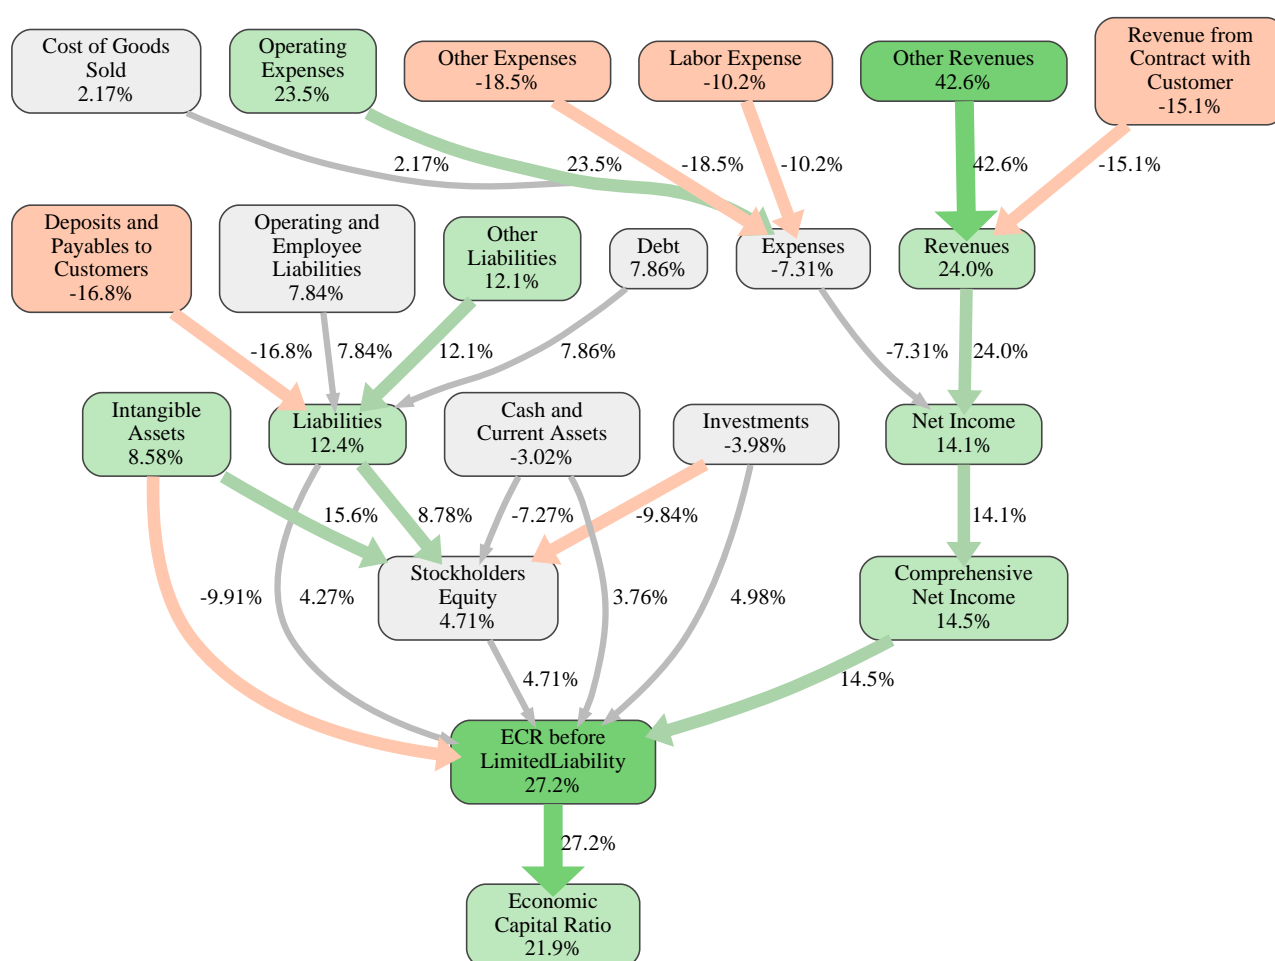 Cost of Goods
Sold
2.17%
Operating
Expenses
23.5%
Other Expenses
-18.5%
Labor Expense
-10.2%
Other Revenues
42.6%
Revenue from
Contract with
Customer
-15.1%
2.17%
23.5%
-18.5%
-10.2%
42.6%
-15.1%
Deposits and
Payables to
Customers
-16.8%
Operating and
Employee
Liabilities
7.84%
Other
Liabilities
12.1%
Debt
7.86%
Expenses
-7.31%
Revenues
24.0%
-16.8%
7.84%
12.1%
7.86%
-7.31%
24.0%
Intangible
Assets
8.58%
Liabilities
12.4%
Cash and
Current Assets
-3.02%
Investments
-3.98%
Net Income
14.1%
15.6%
8.78%
-7.27%
-9.84%
14.1%
Stockholders
Equity
4.71%
Comprehensive
Net Income
14.5%
-9.91%
4.27%
3.76%
4.98%
4.71%
14.5%
ECR before
LimitedLiability
27.2%
27.2%
Economic
Capital Ratio
21.9%